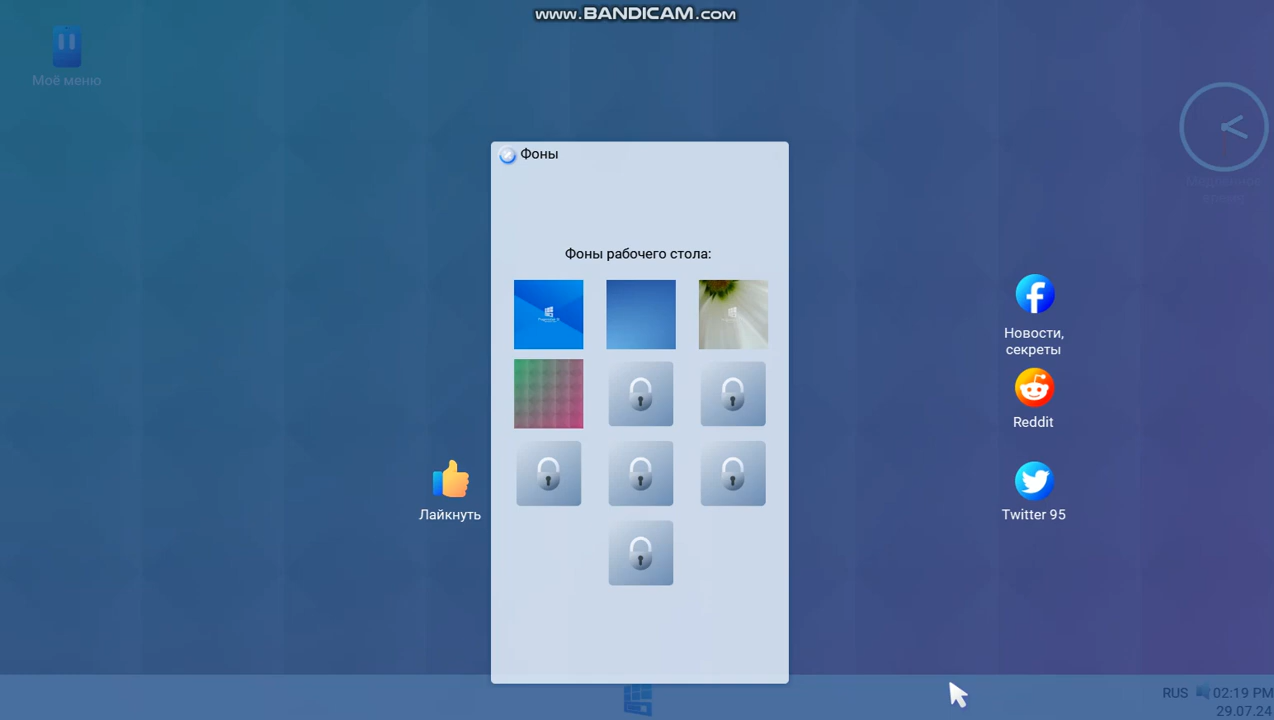 www.BANDICAM.com
Моё меню
Фоны
Фоны рабочего стола:
Новости,
секреты
Reddit
Лайкнуть
Twitter 95
RUS 02:19 PM
29.07.24